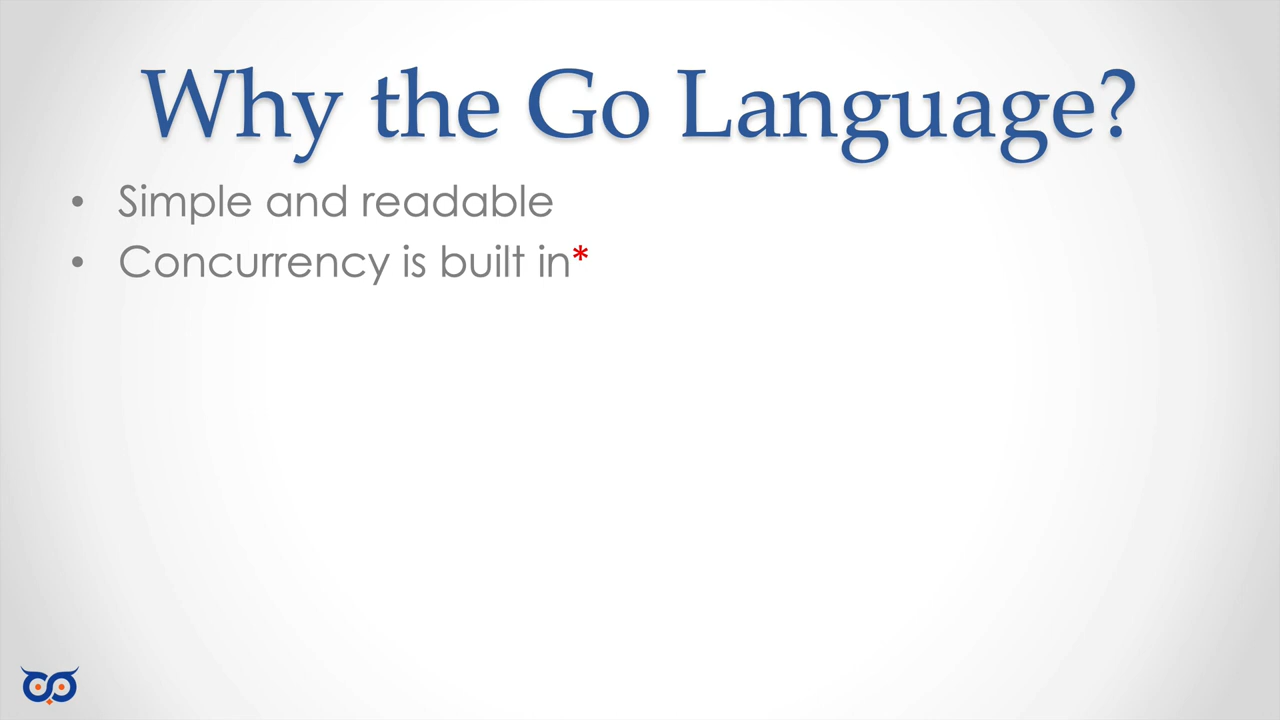 Why the Go Language?
• Simple and readable
• Concurrency is built in*